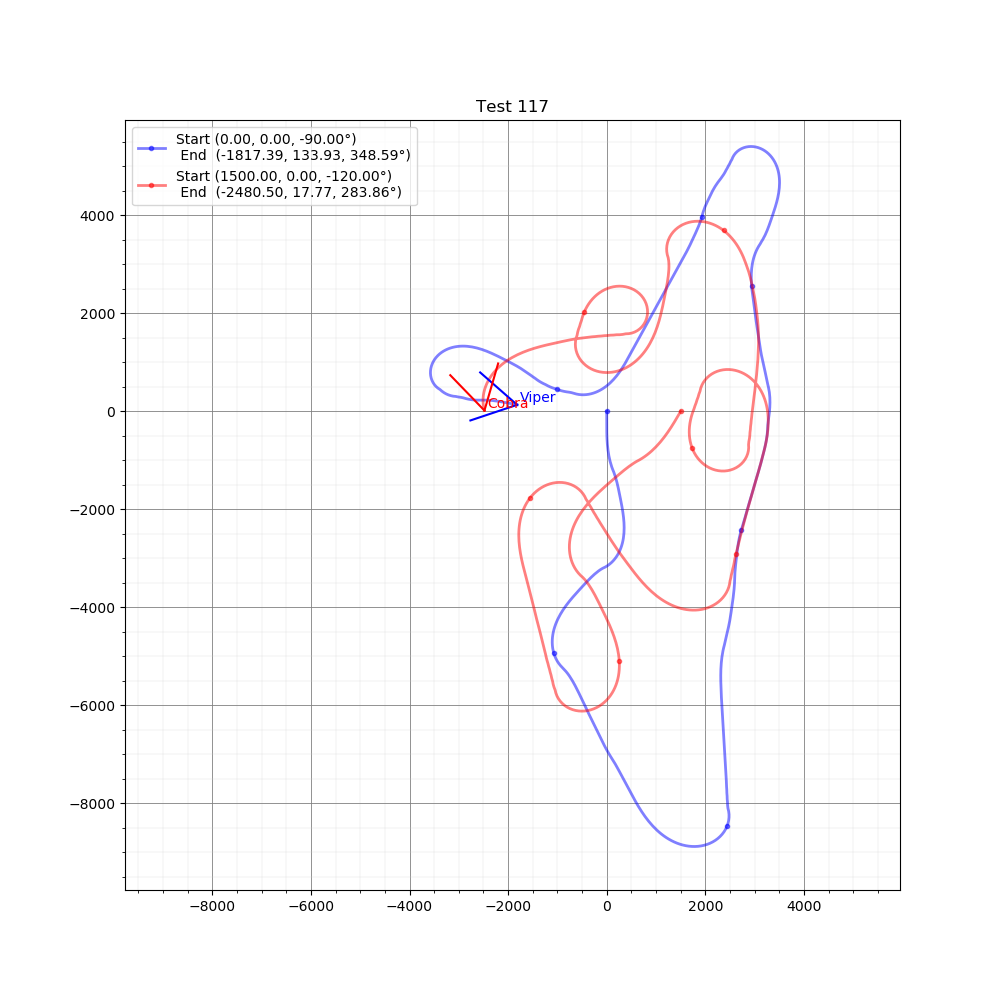 Test 117
Start (0.00, 0.00, -90.00°)
End (-1817.39, 133.93, 348.59°)
Start (1500.00, 0.00, -120.00°)
End (-2480.50, 17.77, 283.86°)
4000
2000
0
−2000
−4000
−6000
−8000
Viper
Cobra
−8000 −6000 −4000 −2000 0 2000 4000